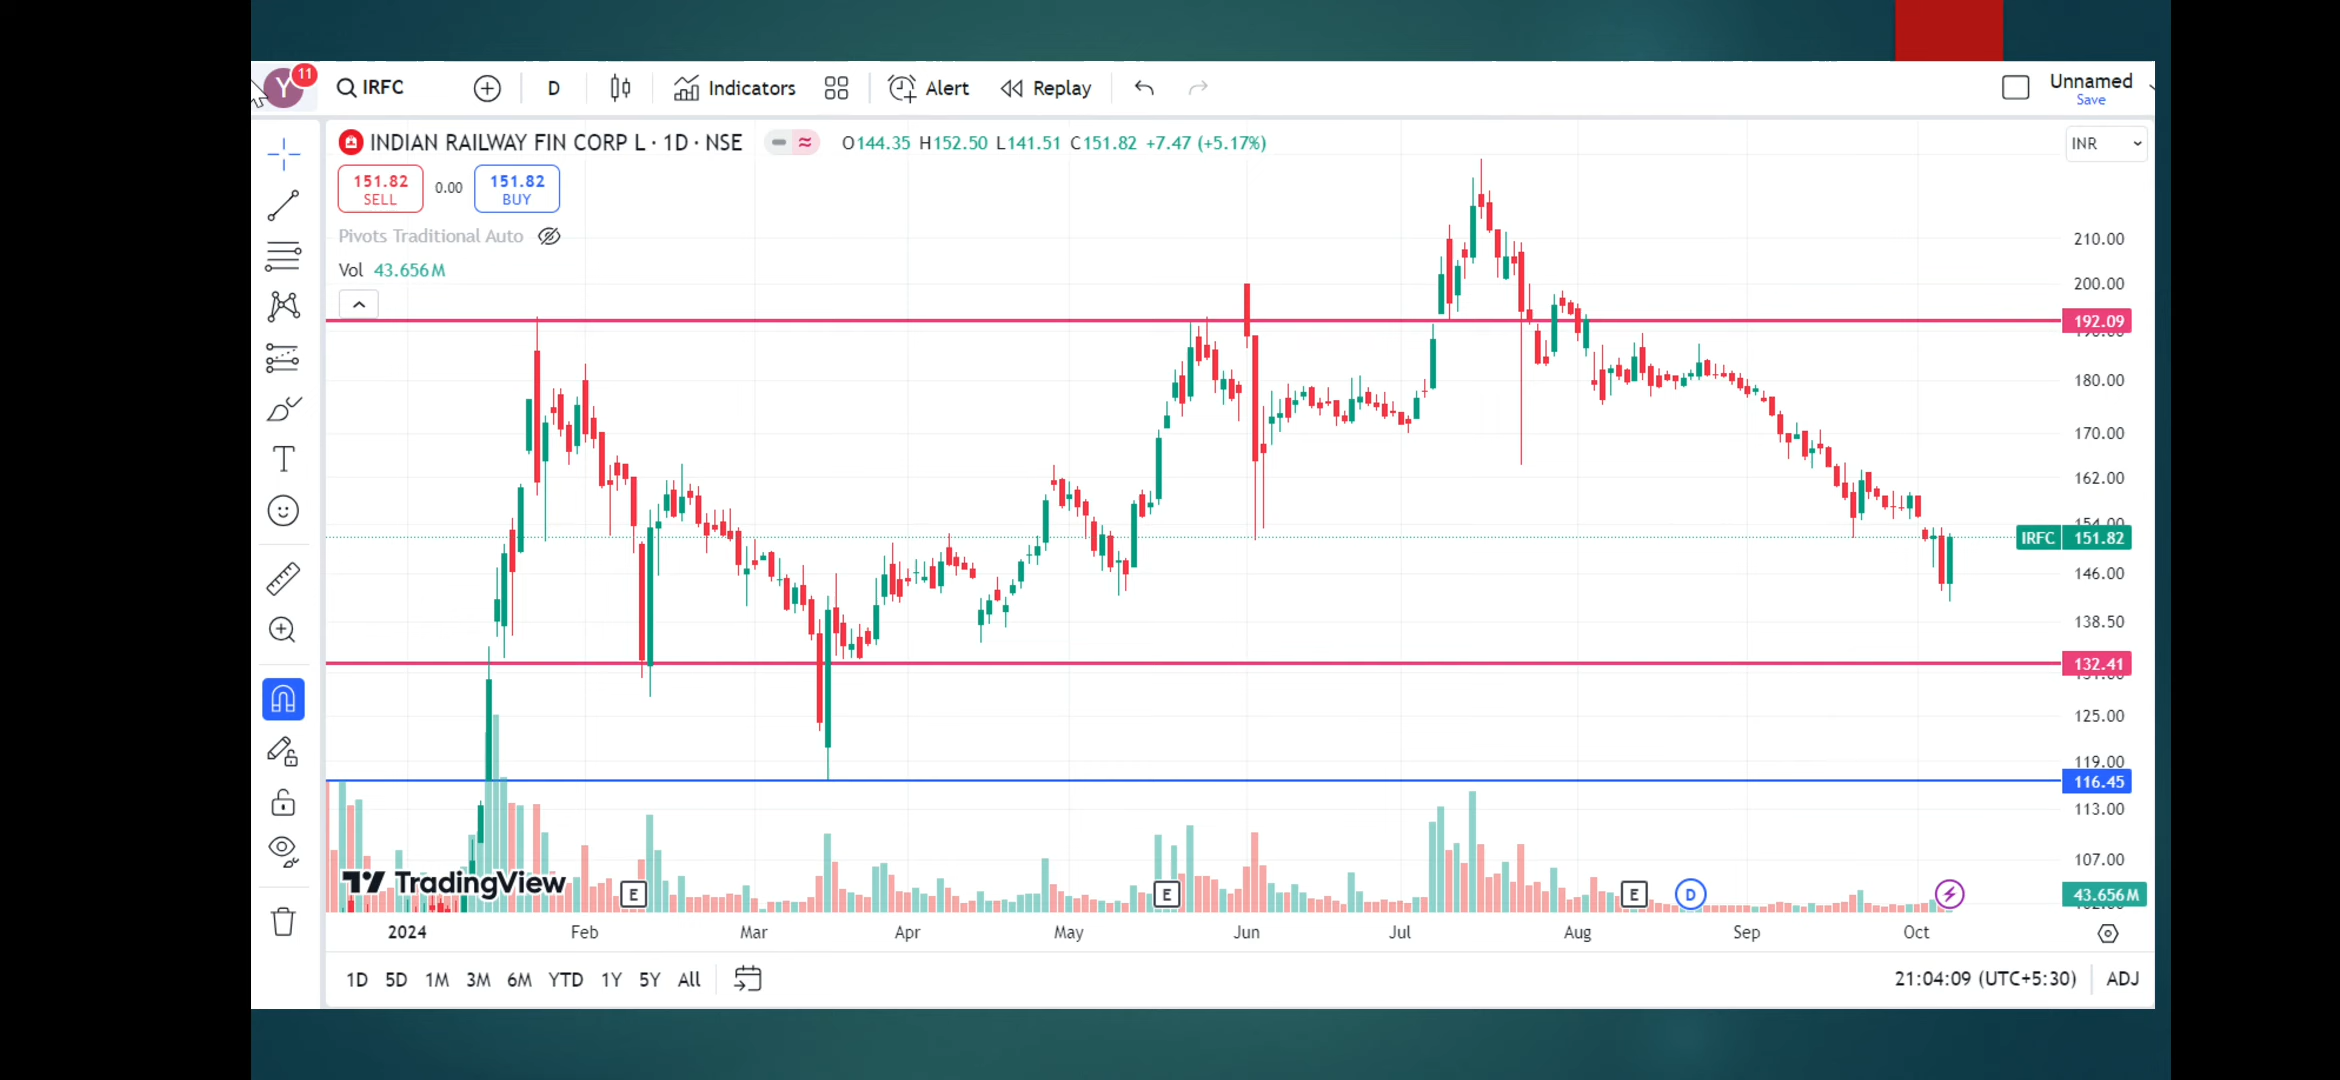 Y 11 IRFC D Indicators Alert Replay Unnamed
Save
INDIAN RAILWAY FIN CORP L · 1D · NSE O144.35 H152.50 L141.51 C151.82 +7.47 (+5.17%) INR
151.82 0.00 151.82
SELL BUY
Pivots Traditional Auto
Vol 43.656M
210.00
200.00
192.09
180.00
170.00
162.00
154.00
IRFC 151.82
146.00
138.50
132.41
125.00
119.00
116.45
113.00
107.00
TradingView
E E E D 43.656M
2024 Feb Mar Apr May Jun Jul Aug Sep Oct
1D 5D 1M 3M 6M YTD 1Y 5Y All 21:04:09 (UTC+5:30) ADJ
T